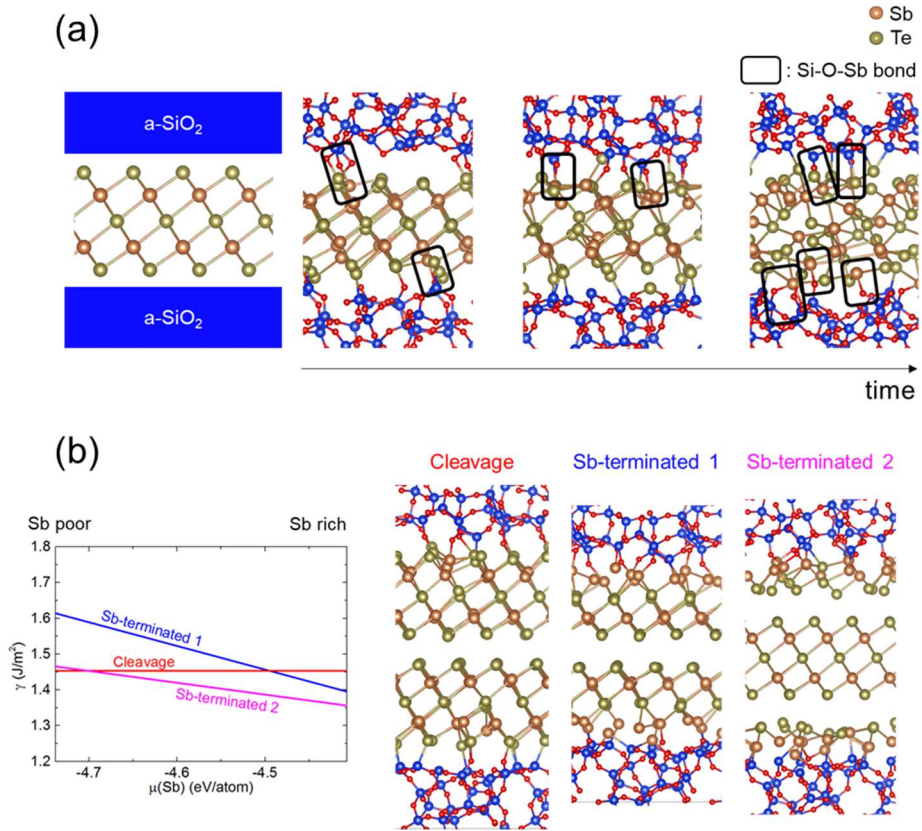 (a)
Sb
Te
: Si-O-Sb bond
a-SiO₂
a-SiO₂
time
(b)
Cleavage
Sb-terminated 1
Sb-terminated 2
Sb poor
Sb rich
1.8
1.7
1.6
1.5
1.4
1.3
1.2
γ (J/m²)
Sb-terminated 1
Cleavage
Sb-terminated 2
-4.7
-4.6
-4.5
μ(Sb) (eV/atom)